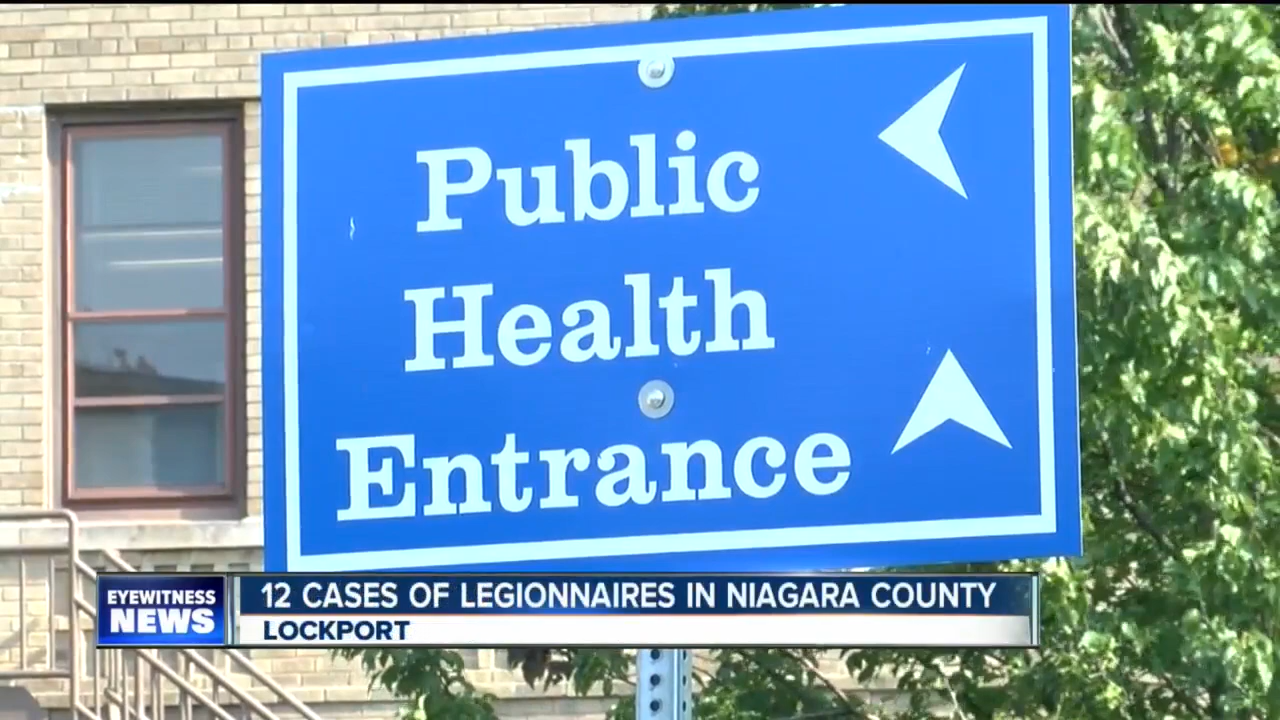 Public
Health
Entrance
EYEWITNESS
NEWS
12 CASES OF LEGIONNAIRES IN NIAGARA COUNTY
LOCKPORT